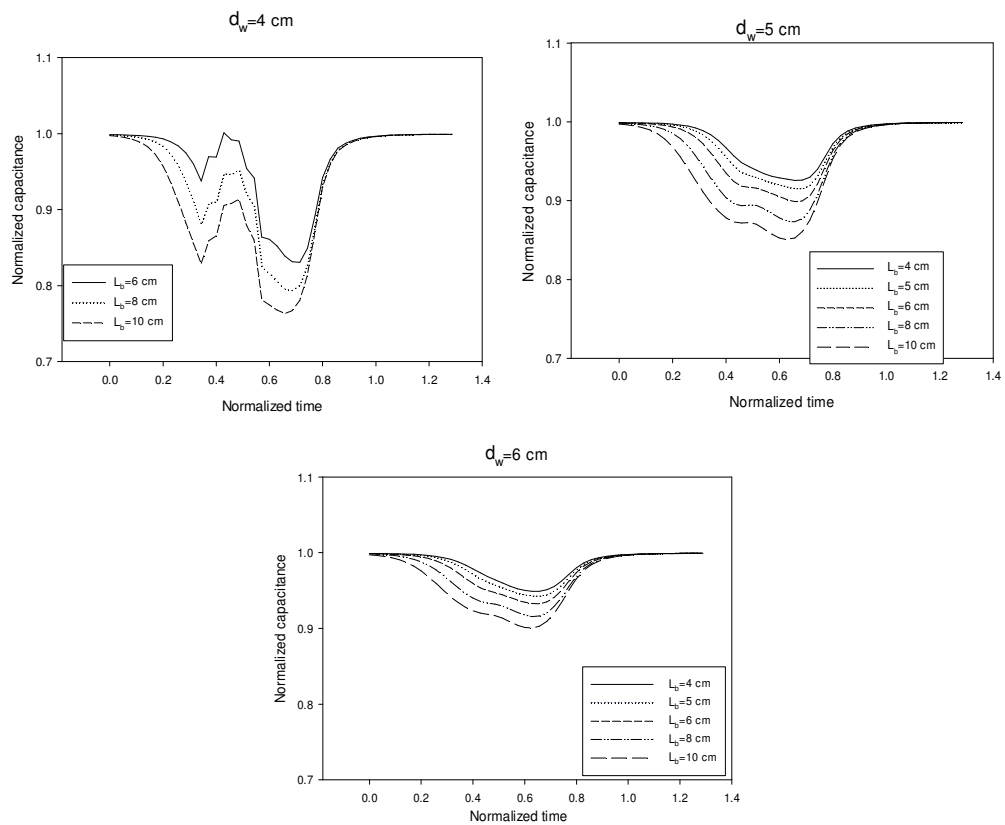 d_w=4 cm
1.1
1.0
0.9
0.8
0.7
Normalized capacitance
L_b=6 cm
L_b=8 cm
L_b=10 cm
0.0 0.2 0.4 0.6 0.8 1.0 1.2 1.4
Normalized time
d_w=5 cm
1.1
1.0
0.9
0.8
0.7
Normalized capacitance
L_b=4 cm
L_b=5 cm
L_b=6 cm
L_b=8 cm
L_b=10 cm
0.0 0.2 0.4 0.6 0.8 1.0 1.2 1.4
Normalized time
d_w=6 cm
1.1
1.0
0.9
0.8
0.7
Normalized capacitance
L_b=4 cm
L_b=5 cm
L_b=6 cm
L_b=8 cm
L_b=10 cm
0.0 0.2 0.4 0.6 0.8 1.0 1.2 1.4
Normalized time